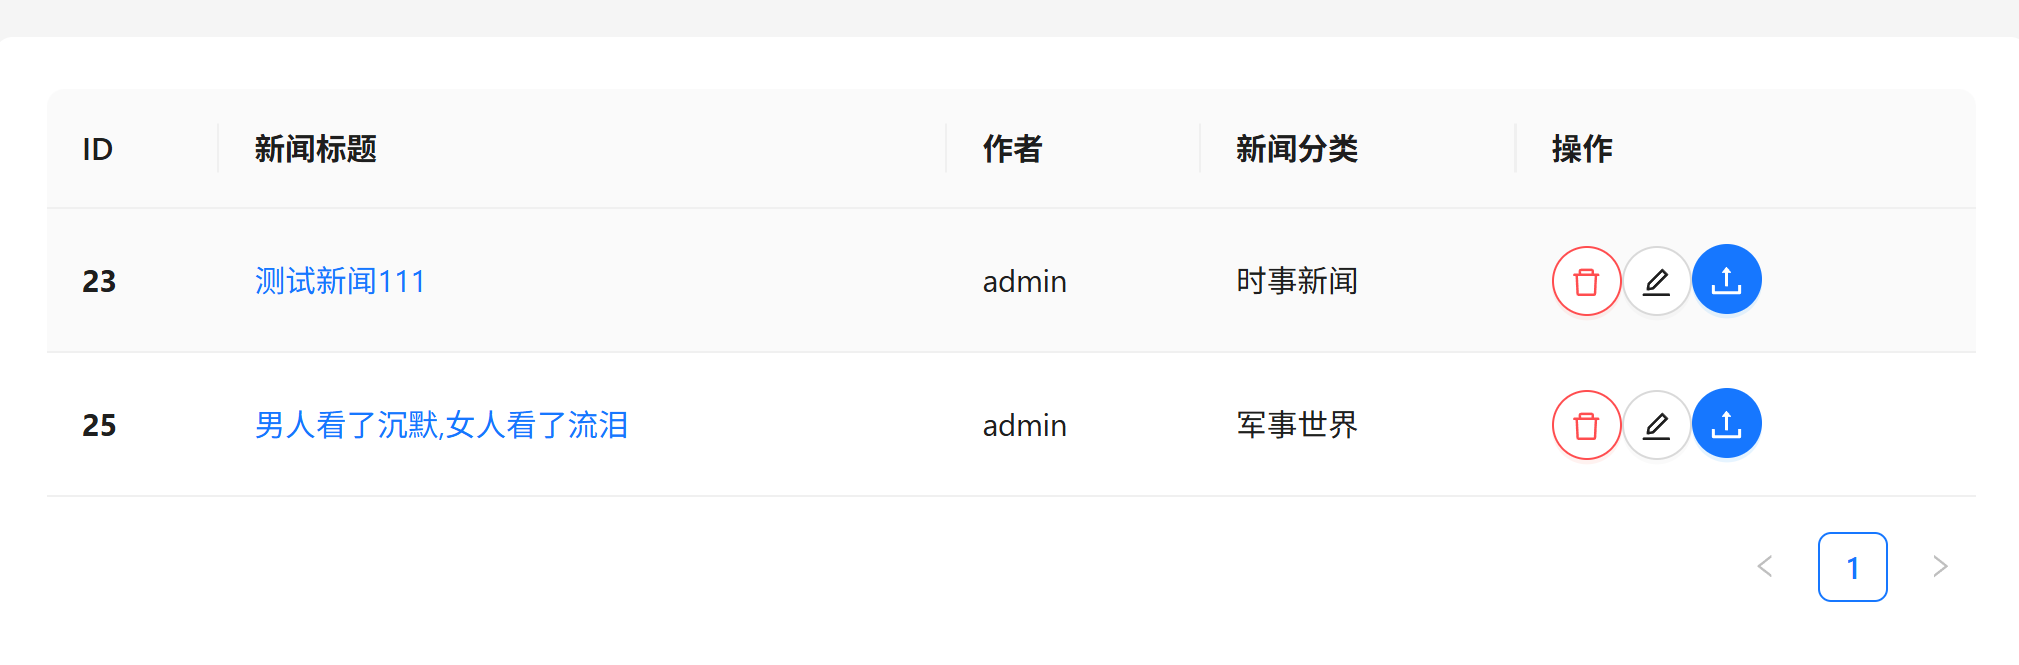 ID 新闻标题 作者 新闻分类 操作
23 测试新闻111 admin 时事新闻
25 男人看了沉默,女人看了流泪 admin 军事世界
1